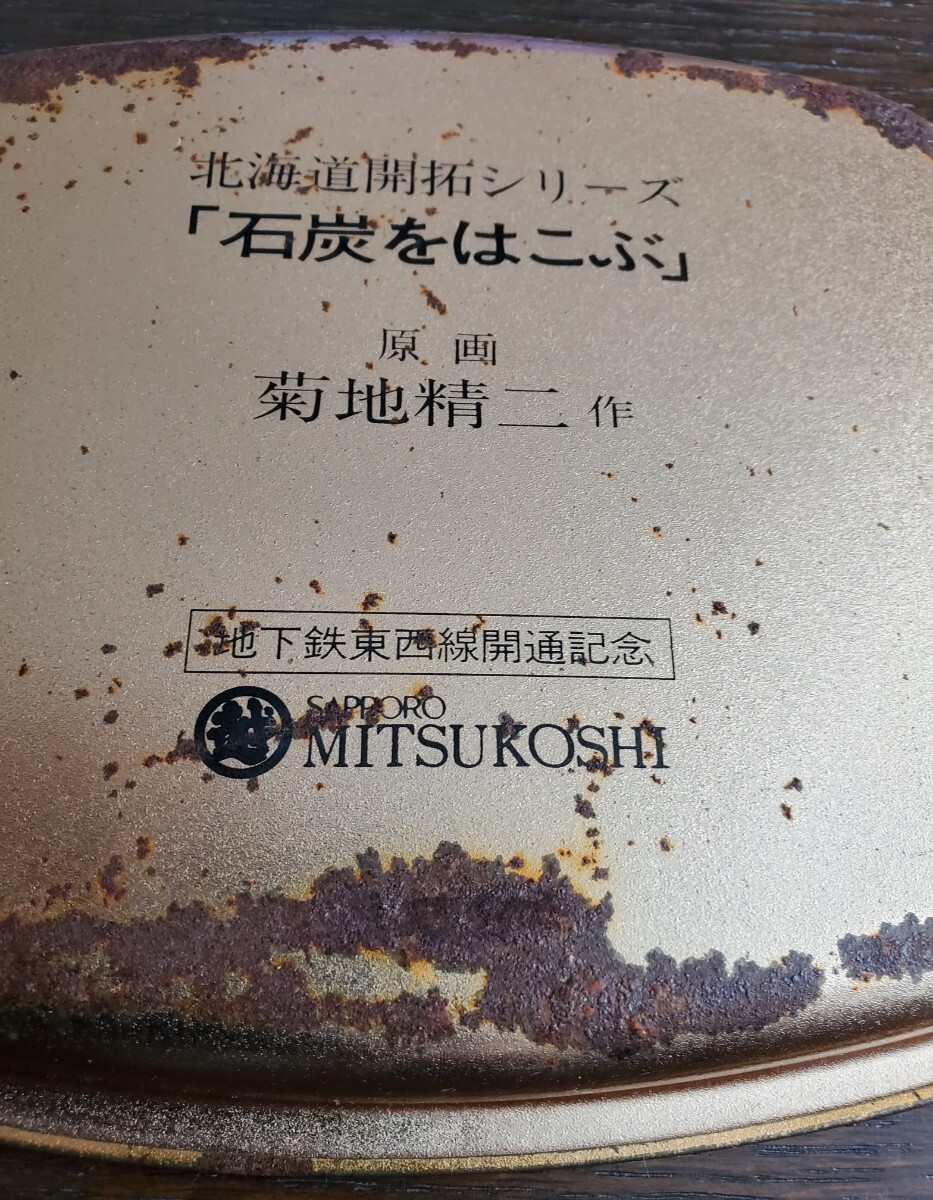 北海道開拓シリーズ
「石炭をはこぶ」
原画
菊地精二作
地下鉄東西線開通記念
越
SAPPORO
MITSUKOSHI